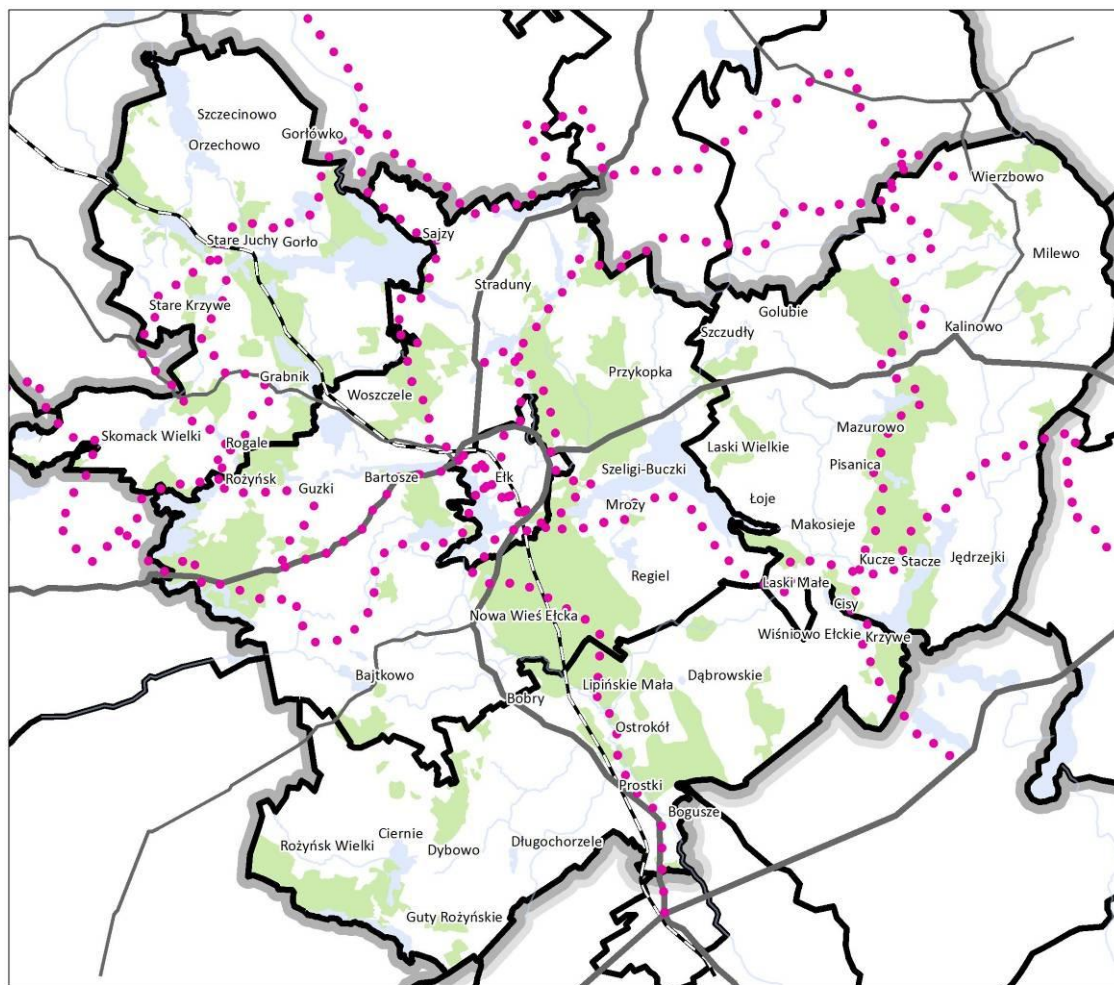 Szczecinowo
Gorłówko
Orzechowo
Wierzbowo
Sajzy
Stare Juchy
Gorło
Milewo
Straduny
Stare Krzywe
Golubie
Szczudły
Kalinowo
Przykopka
Grabnik
Woszczele
Mazurowo
Skomack Wielki
Rogale
Laski Wielkie
Pisanica
Szeligi-Buczki
Rożyńsk
Bartosze
Ełk
Guzki
Łoje
Mroży
Makosieje
Kucze
Stacze
Jędrzejki
Regiel
Laski Małe
Cisy
Nowa Wieś Ełcka
Wiśniowo Ełckie
Krzywe
Bajtkowo
Lipińskie Mała
Dąbrowskie
Bobry
Ostrokół
Prostki
Bogusze
Ciernie
Rożyńsk Wielki
Dybowo
Długochorzele
Guty Rożyńskie